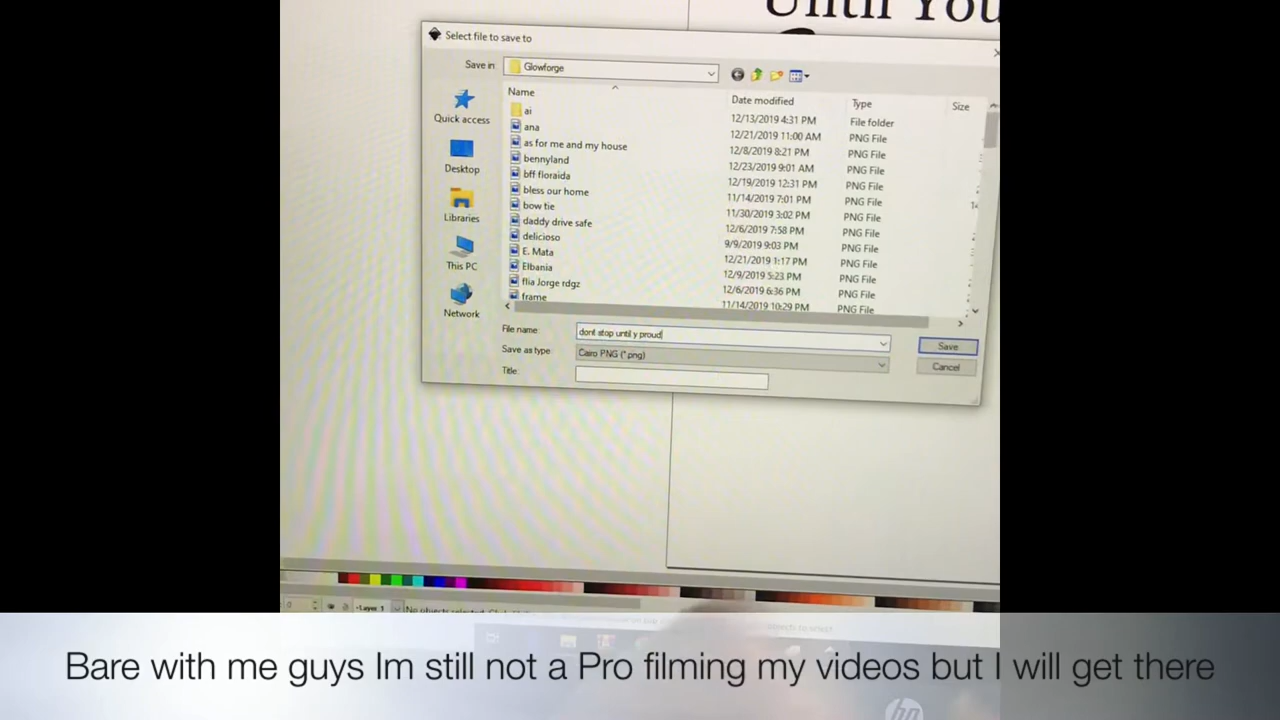 Until You
Select file to save to
Save in: Glowforge
Name Date modified Type Size
ai 12/13/2019 4:31 PM File folder
ana 12/21/2019 11:00 AM PNG File
as for me and my house 12/8/2019 8:21 PM PNG File
bennyland 12/23/2019 9:01 AM PNG File
bff floraida 12/19/2019 12:31 PM PNG File
bless our home 11/14/2019 7:01 PM PNG File
bow tie 11/30/2019 3:02 PM PNG File
daddy drive safe 12/6/2019 7:58 PM PNG File
delicioso 9/9/2019 9:03 PM PNG File
E. Mata 12/21/2019 1:17 PM PNG File
Elbania 12/9/2019 5:23 PM PNG File
flia Jorge rdgz 12/6/2019 6:36 PM PNG File
frame 11/14/2019 10:29 PM PNG File
Quick access
Desktop
Libraries
This PC
Network
File name: dont stop until y proud
Save as type: Cairo PNG (*.png)
Title:
Save
Cancel
Layer 1 No objects selected.
Bare with me guys Im still not a Pro filming my videos but I will get there
hp